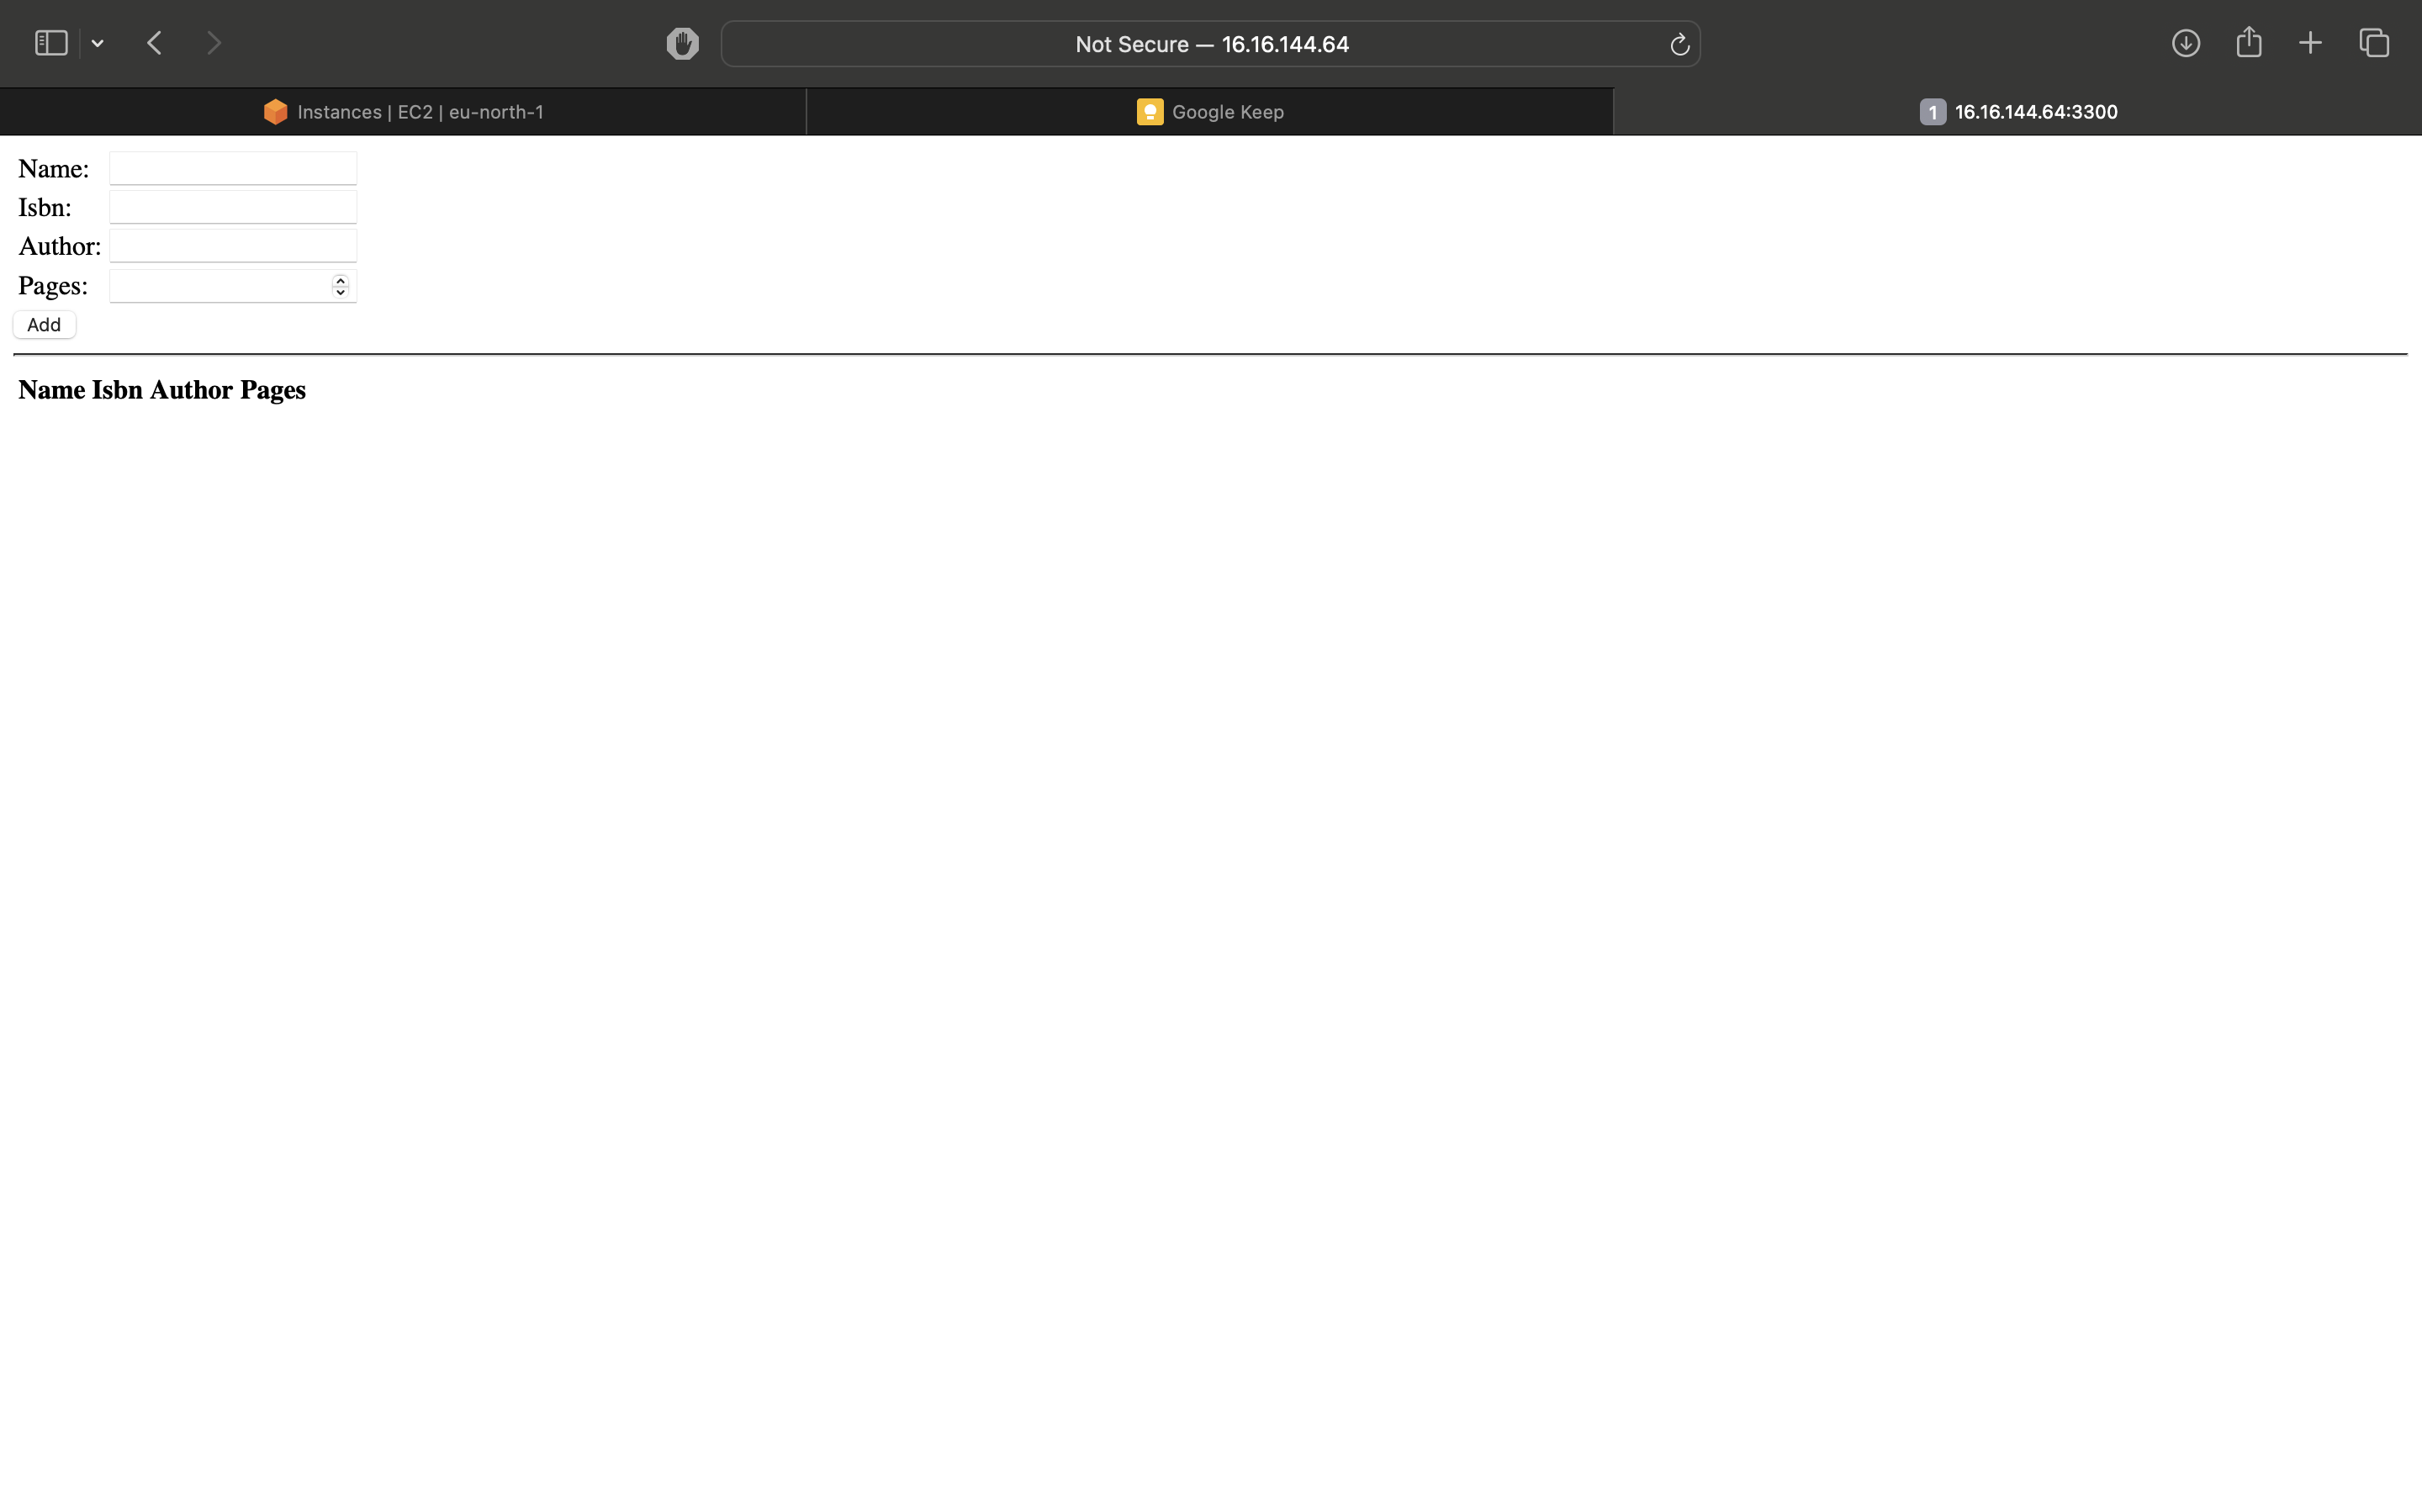 Not Secure — 16.16.144.64
Instances | EC2 | eu-north-1
Google Keep
1 16.16.144.64:3300
Name:
Isbn:
Author:
Pages:
Add
Name Isbn Author Pages